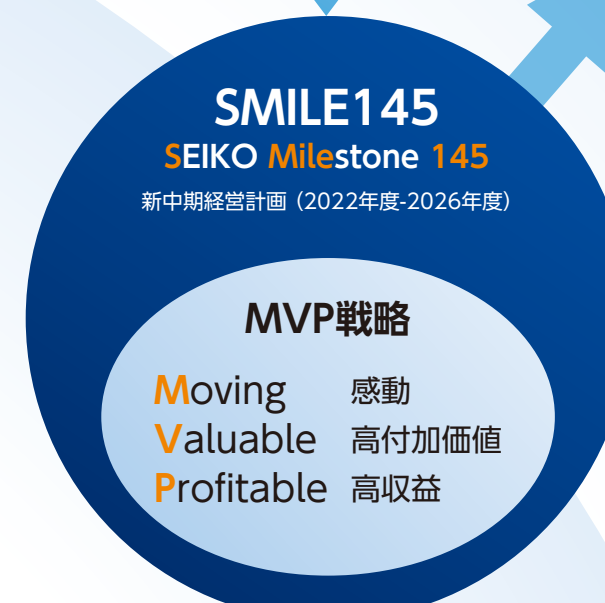 SMILE145
SEIKO Milestone 145
新中期経営計画（2022年度-2026年度）
MVP戦略
Moving 感動
Valuable 高付加価値
Profitable 高収益